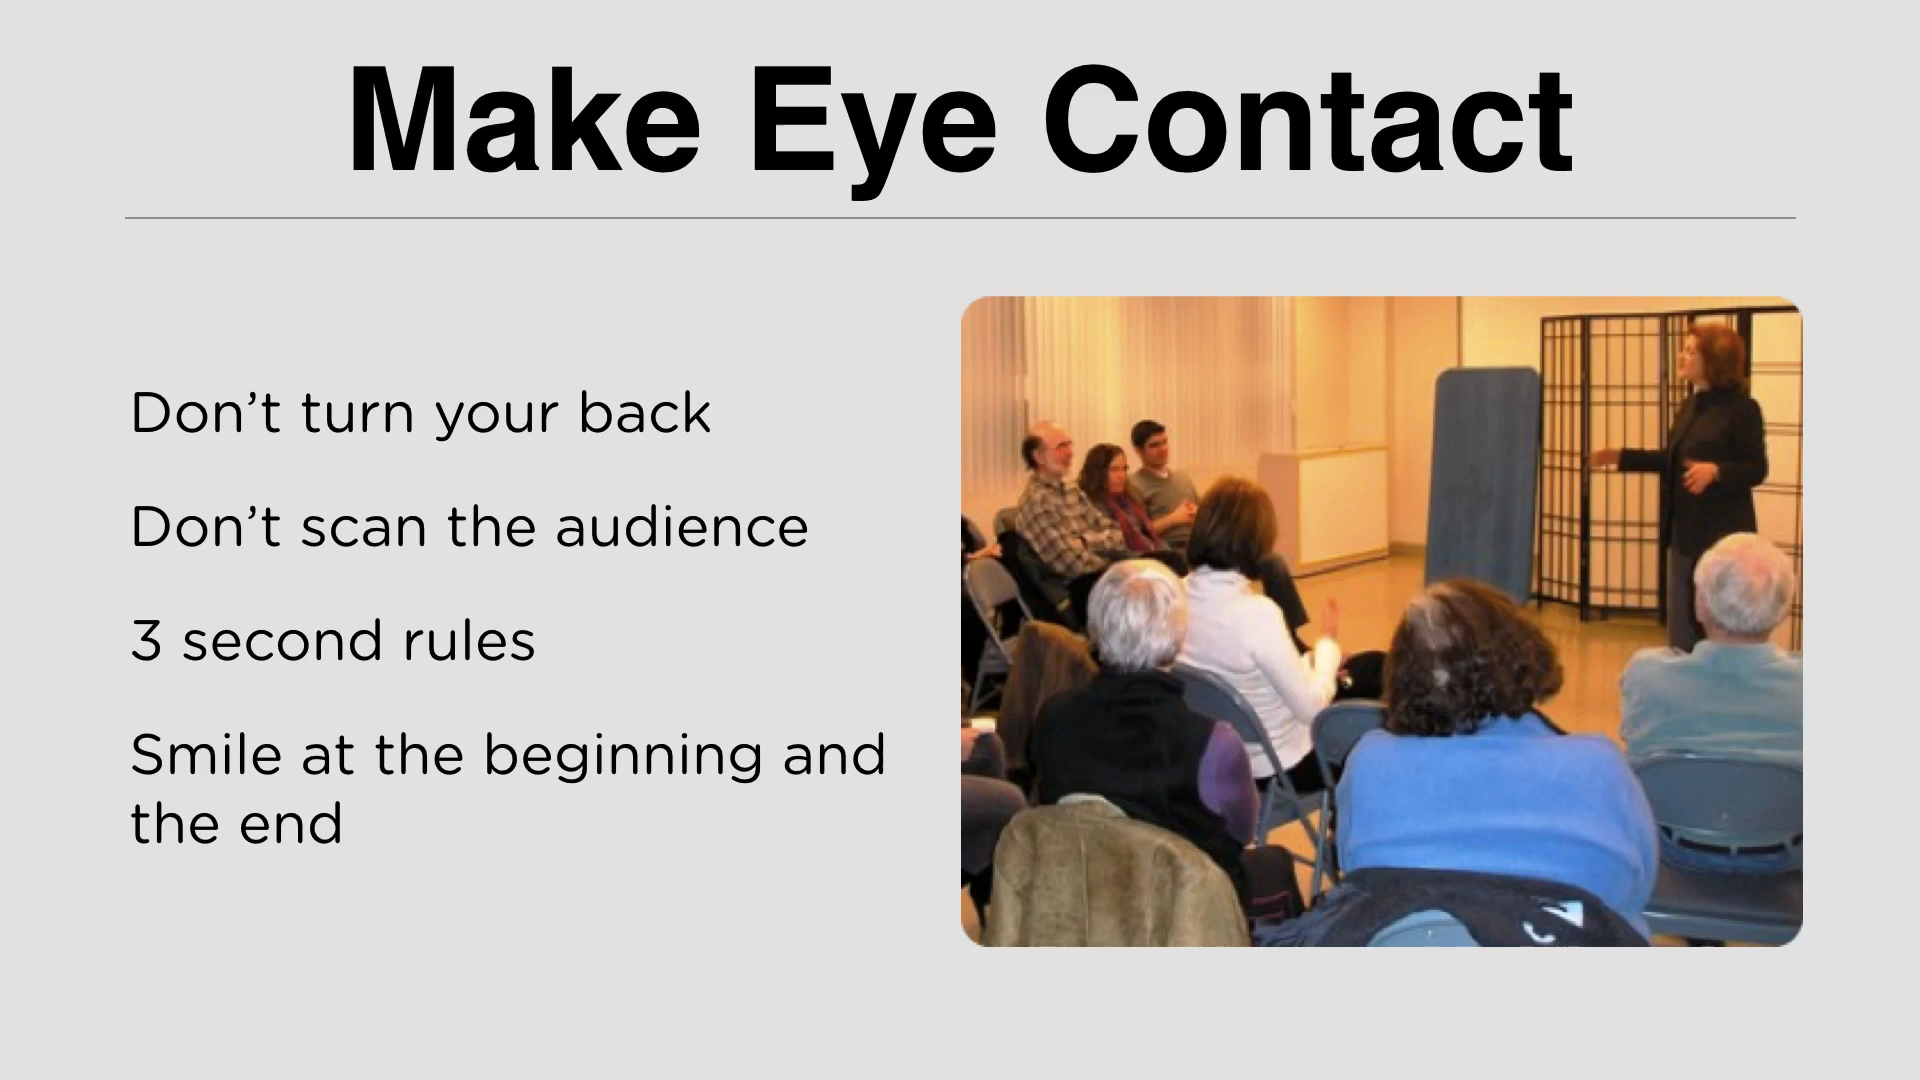 Make Eye Contact
Don’t turn your back
Don’t scan the audience
3 second rules
Smile at the beginning and
the end